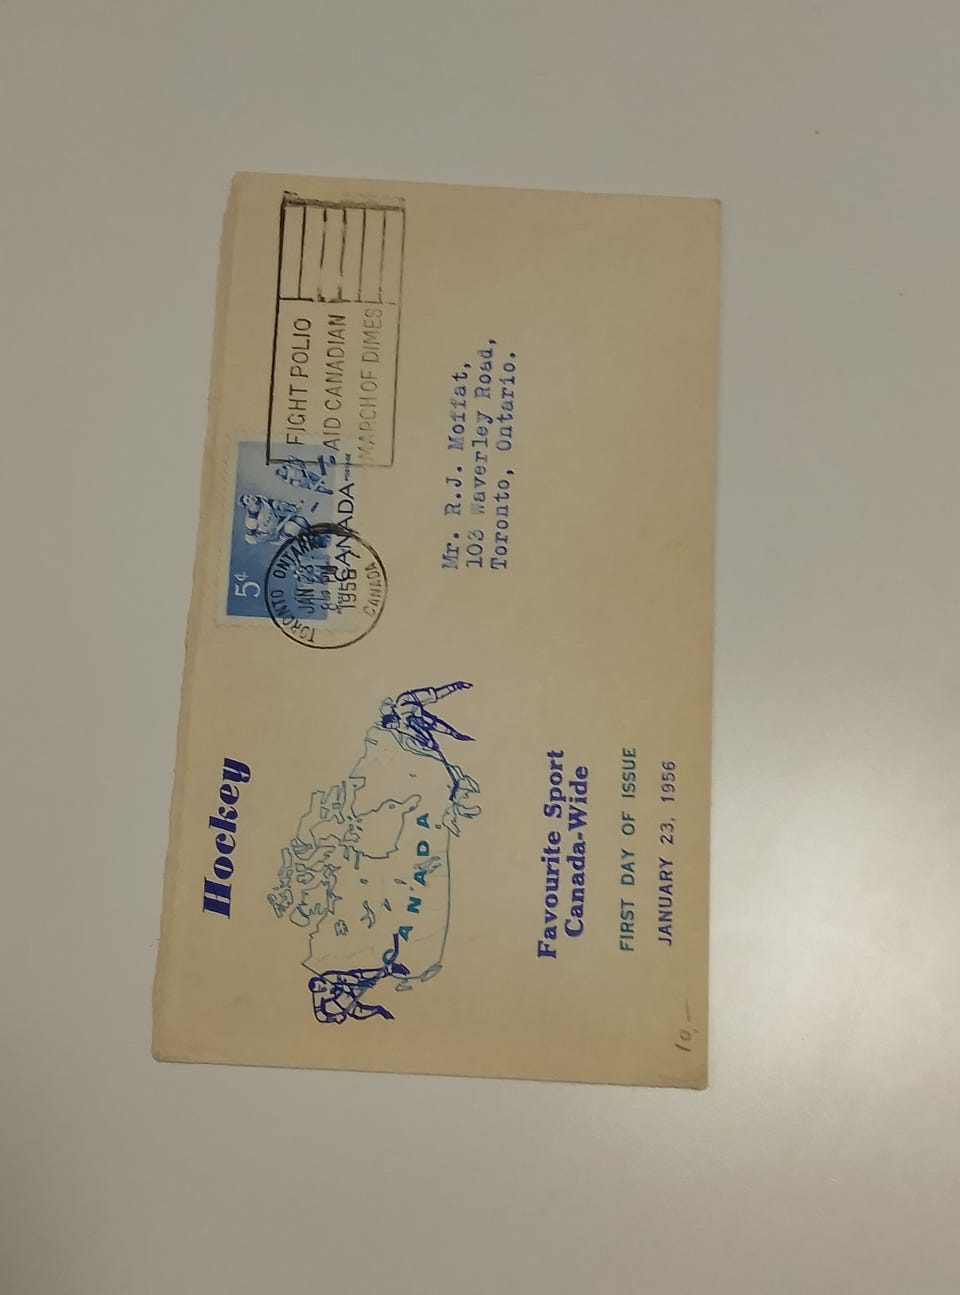 Hockey
CANADA
Favourite Sport
Canada-Wide
FIRST DAY OF ISSUE
JANUARY 23, 1956
10,—
5¢
CANADA
POSTAGE
TORONTO ONTARIO
JAN 23
1956
CANADA
FIGHT POLIO
AID CANADIAN
MARCH OF DIMES
Mr. R.J. Moffat,
103 Waverley Road,
Toronto, Ontario.